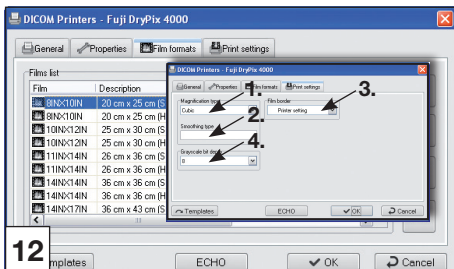 DICOM Printers - Fuji DryPix 4000
General Properties Film formats Print settings
Films list
Film Description
8INX10IN 20 cm x 25 cm (S
8INX10IN 20 cm x 25 cm (H
10INX12IN 25 cm x 30 cm (S
10INX12IN 25 cm x 30 cm (H
11INX14IN 26 cm x 36 cm (S
11INX14IN 26 cm x 36 cm (H
14INX14IN 36 cm x 36 cm (S
14INX14IN 36 cm x 36 cm (H
14INX17IN 36 cm x 43 cm (S
DICOM Printers - Fuji DryPix 4000
General Properties Film formats Print settings
Magnification type
1.
Cubic
Film border
3.
Printer setting
Smoothing type
2.
Grayscale bit depth
4.
8
Templates ECHO OK Cancel
12
mplates ECHO OK Cancel